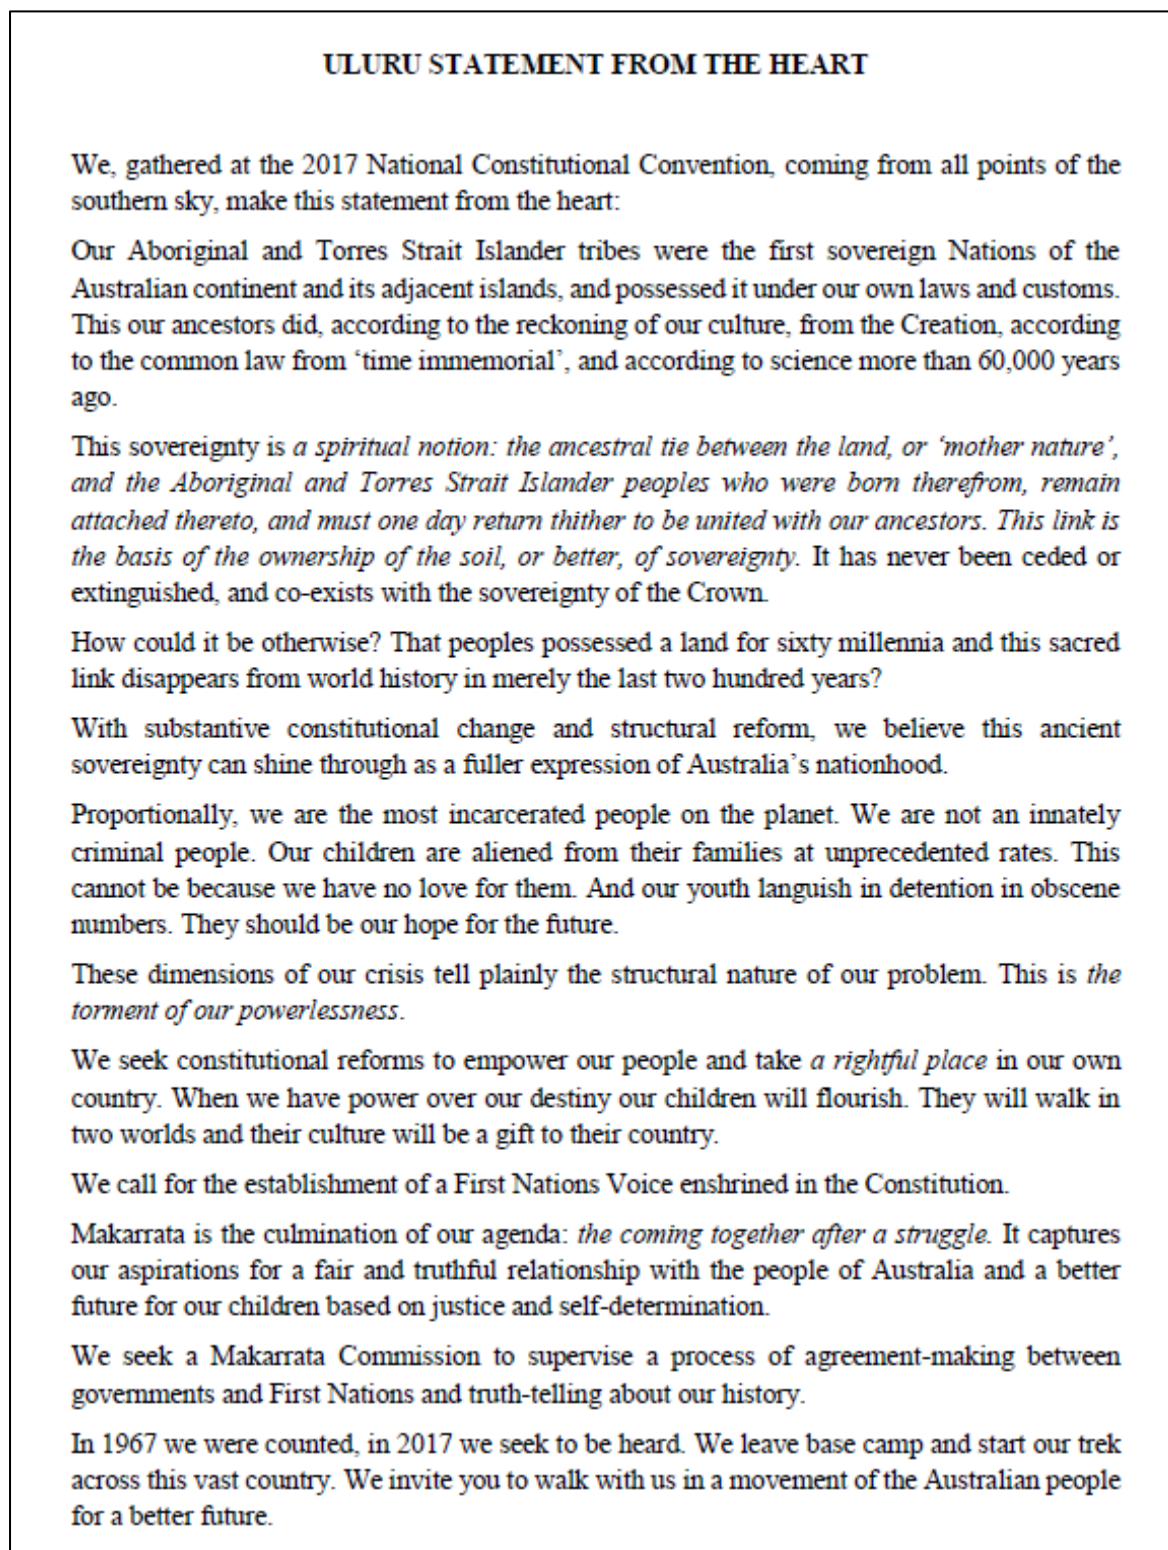 ULURU STATEMENT FROM THE HEART
We, gathered at the 2017 National Constitutional Convention, coming from all points of the
southern sky, make this statement from the heart:
Our Aboriginal and Torres Strait Islander tribes were the first sovereign Nations of the
Australian continent and its adjacent islands, and possessed it under our own laws and customs.
This our ancestors did, according to the reckoning of our culture, from the Creation, according
to the common law from ‘time immemorial’, and according to science more than 60,000 years
ago.
This sovereignty is a spiritual notion: the ancestral tie between the land, or ‘mother nature’,
and the Aboriginal and Torres Strait Islander peoples who were born therefrom, remain
attached thereto, and must one day return thither to be united with our ancestors. This link is
the basis of the ownership of the soil, or better, of sovereignty. It has never been ceded or
extinguished, and co-exists with the sovereignty of the Crown.
How could it be otherwise? That peoples possessed a land for sixty millennia and this sacred
link disappears from world history in merely the last two hundred years?
With substantive constitutional change and structural reform, we believe this ancient
sovereignty can shine through as a fuller expression of Australia’s nationhood.
Proportionally, we are the most incarcerated people on the planet. We are not an innately
criminal people. Our children are aliened from their families at unprecedented rates. This
cannot be because we have no love for them. And our youth languish in detention in obscene
numbers. They should be our hope for the future.
These dimensions of our crisis tell plainly the structural nature of our problem. This is the
torment of our powerlessness.
We seek constitutional reforms to empower our people and take a rightful place in our own
country. When we have power over our destiny our children will flourish. They will walk in
two worlds and their culture will be a gift to their country.
We call for the establishment of a First Nations Voice enshrined in the Constitution.
Makarrata is the culmination of our agenda: the coming together after a struggle. It captures
our aspirations for a fair and truthful relationship with the people of Australia and a better
future for our children based on justice and self-determination.
We seek a Makarrata Commission to supervise a process of agreement-making between
governments and First Nations and truth-telling about our history.
In 1967 we were counted, in 2017 we seek to be heard. We leave base camp and start our trek
across this vast country. We invite you to walk with us in a movement of the Australian people
for a better future.